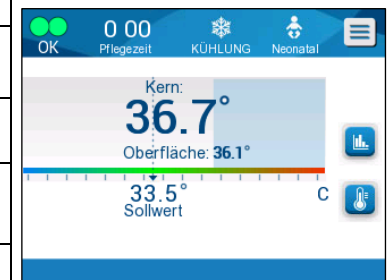 OK
0 00
Pflegezeit
KÜHLUNG
Neonatal
Kern:
36.7°
Oberfläche: 36.1°
33.5°
C
Sollwert